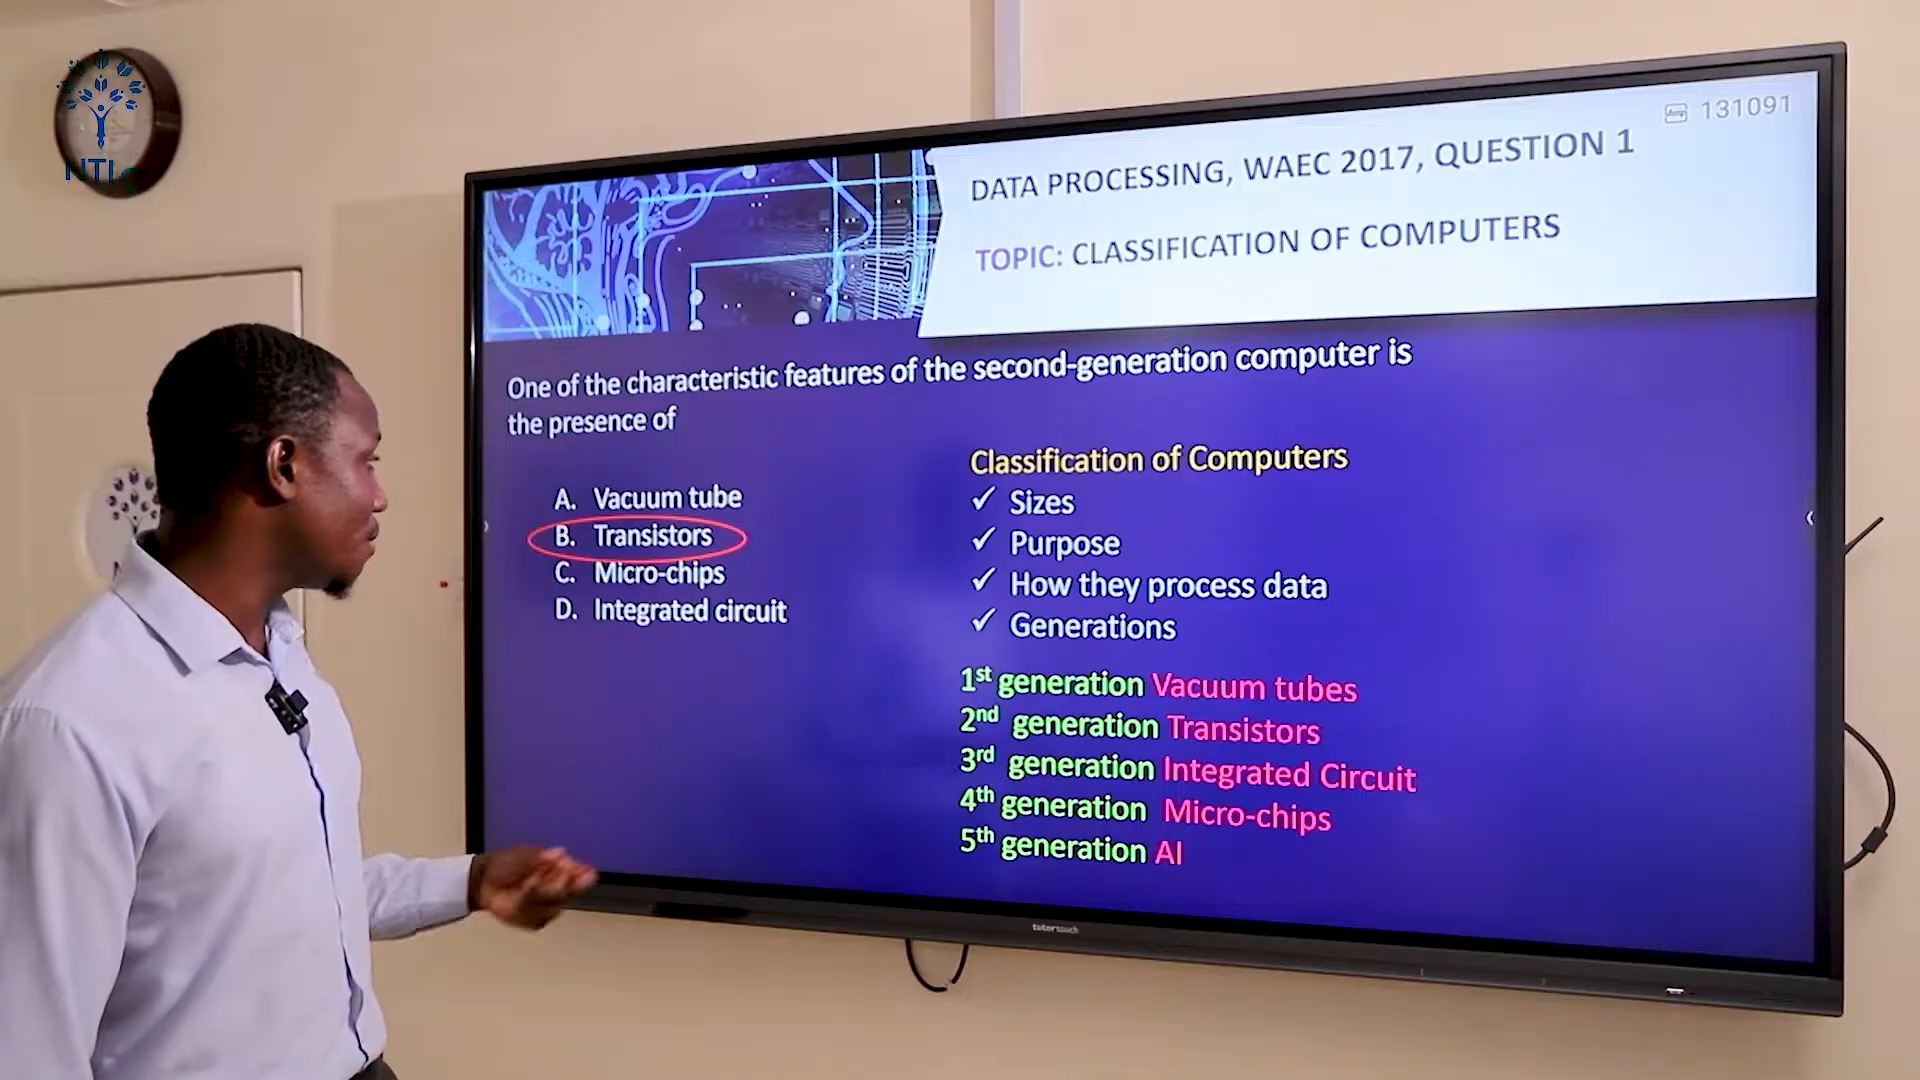 131091
DATA PROCESSING, WAEC 2017, QUESTION 1
TOPIC: CLASSIFICATION OF COMPUTERS
One of the characteristic features of the second-generation computer is
the presence of
A. Vacuum tube
B. Transistors
C. Micro-chips
D. Integrated circuit
Classification of Computers
✓ Sizes
✓ Purpose
✓ How they process data
✓ Generations
1st generation Vacuum tubes
2nd generation Transistors
3rd generation Integrated Circuit
4th generation Micro-chips
5th generation AI
tutortouch